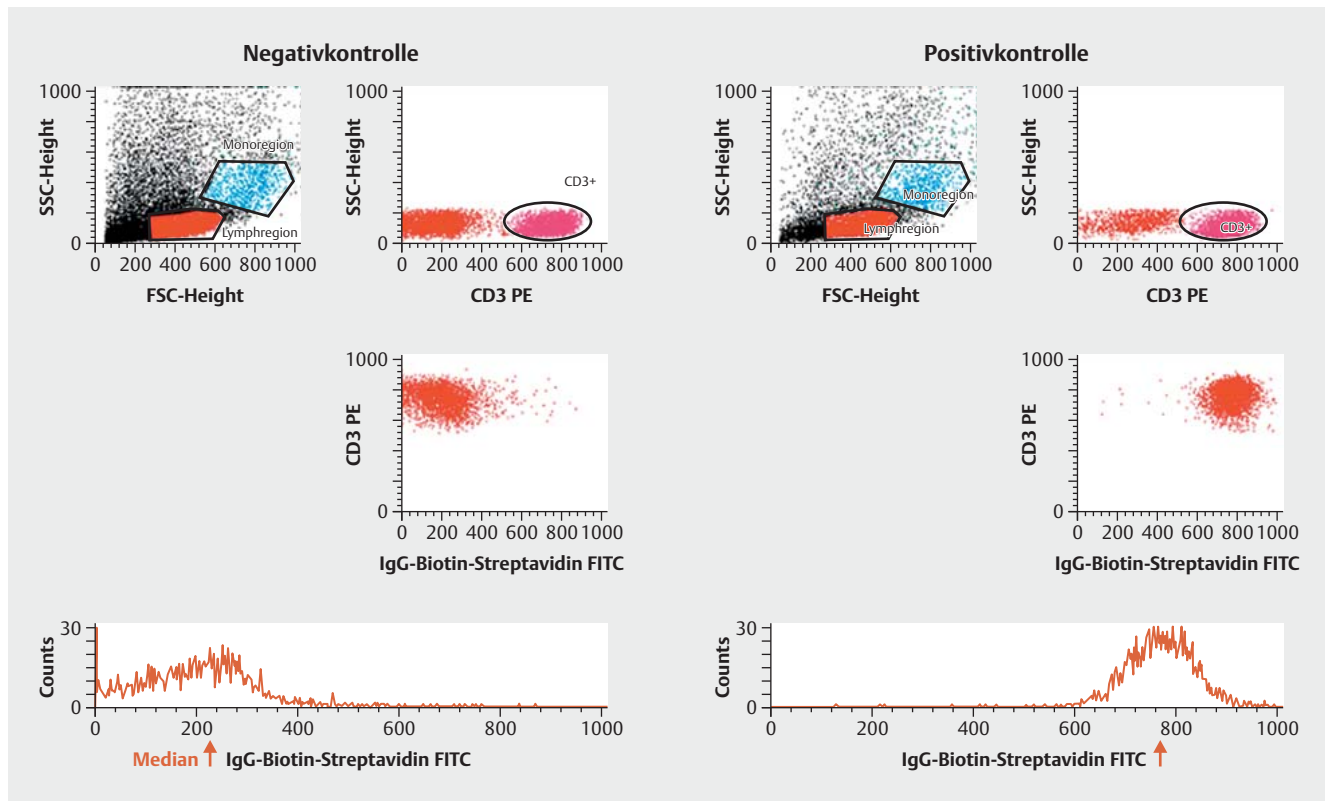 Negativkontrolle
1000
SSC-Height
0
Monoregion
Lymphregion
0 200 400 600 800 1000
FSC-Height
1000
SSC-Height
0
CD3+
0 200 400 600 800 1000
CD3 PE
1000
CD3 PE
0
0 200 400 600 800 1000
IgG-Biotin-Streptavidin FITC
30
Counts
0
0 200 400 600 800 1000
Median IgG-Biotin-Streptavidin FITC
Positivkontrolle
1000
SSC-Height
0
Monoregion
Lymphregion
0 200 400 600 800 1000
FSC-Height
1000
SSC-Height
0
CD3+
0 200 400 600 800 1000
CD3 PE
1000
CD3 PE
0
0 200 400 600 800 1000
IgG-Biotin-Streptavidin FITC
30
Counts
0
0 200 400 600 800 1000
IgG-Biotin-Streptavidin FITC